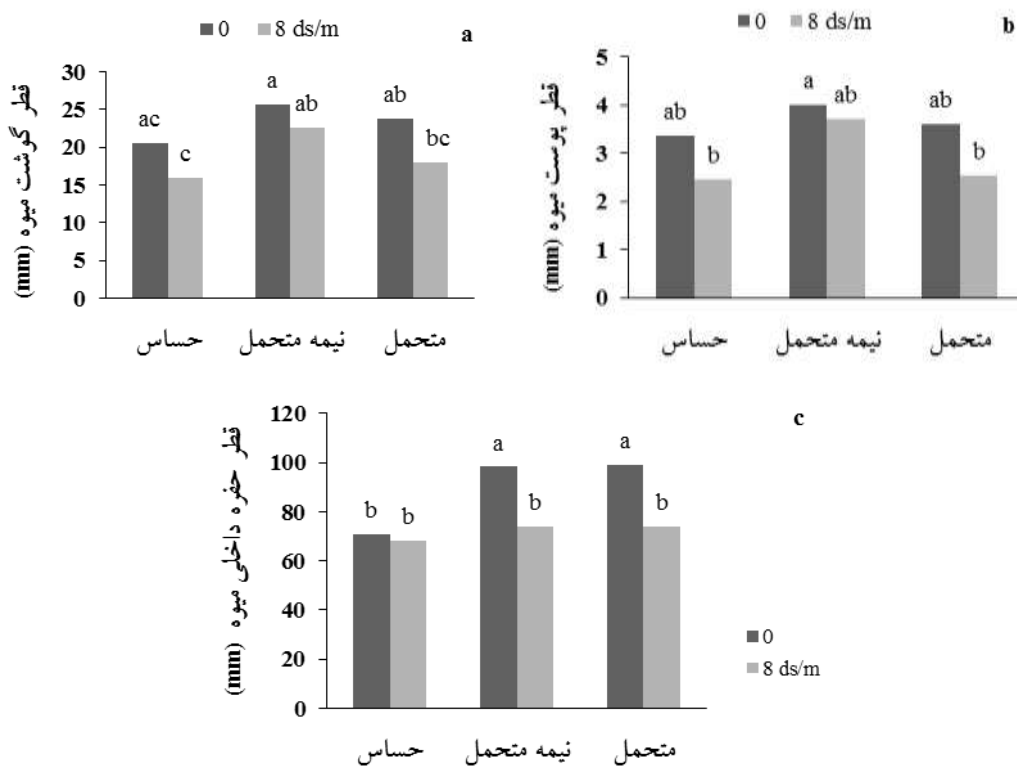 0 8 ds/m
a
قطر گوشت میوه (mm)
30
25
20
15
10
5
0
ac c a ab ab bc
حساس نیمه متحمل متحمل
0 8 ds/m
b
قطر پوست میوه (mm)
5
4
3
2
1
0
ab b a ab ab b
حساس نیمه متحمل متحمل
c
قطر حفره داخلی میوه (mm)
120
100
80
60
40
20
0
b b a b a b
حساس نیمه متحمل متحمل
0
8 ds/m